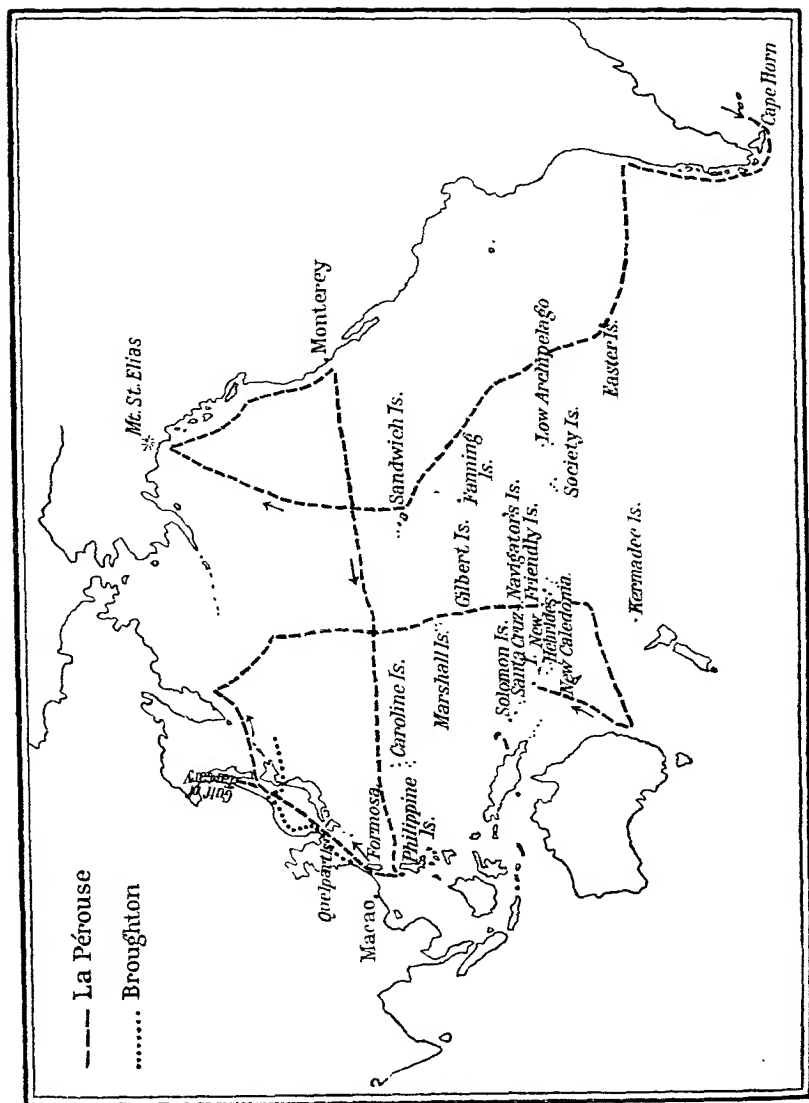 La Pérouse
Broughton
Mt. St. Elias
Monterey
Gulf of
Tartary
Quelpart Is.
Macao
Formosa
Philippine
Is.
Caroline Is.
Marshall Is.
Gilbert Is.
Sandwich Is.
Fanning
Is.
Solomon Is.
Santa Cruz I.
Navigator's Is.
New
Hebrides
Friendly Is.
New Caledonia
Low Archipelago
Society Is.
Easter Is.
Kermadec Is.
Cape Horn